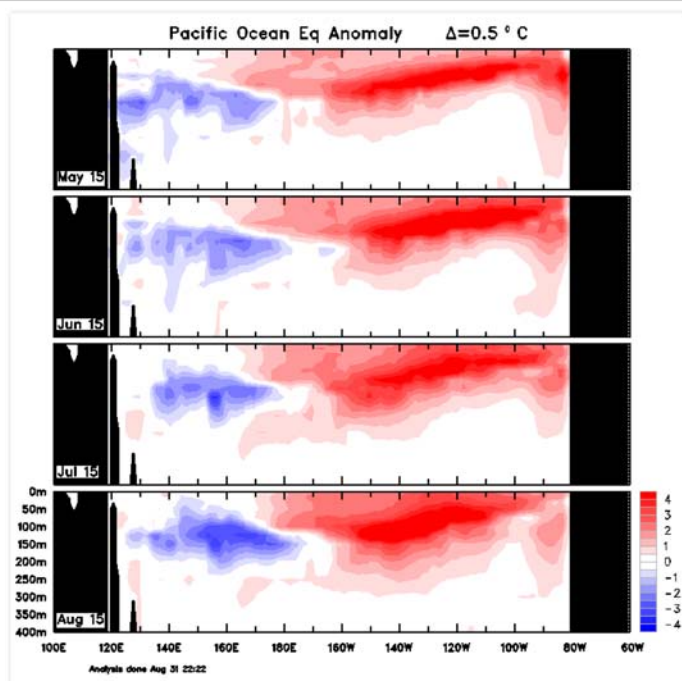 Pacific Ocean Eq Anomaly Δ=0.5 ° C
May 15
Jun 15
Jul 15
0m
50m
100m
150m
200m
250m
300m
350m
400m
Aug 15
4
3
2
1
0
-1
-2
-3
-4
100E 120E 140E 160E 180E 160W 140W 120W 100W 80W 60W
Analysis done Aug 31 22:22